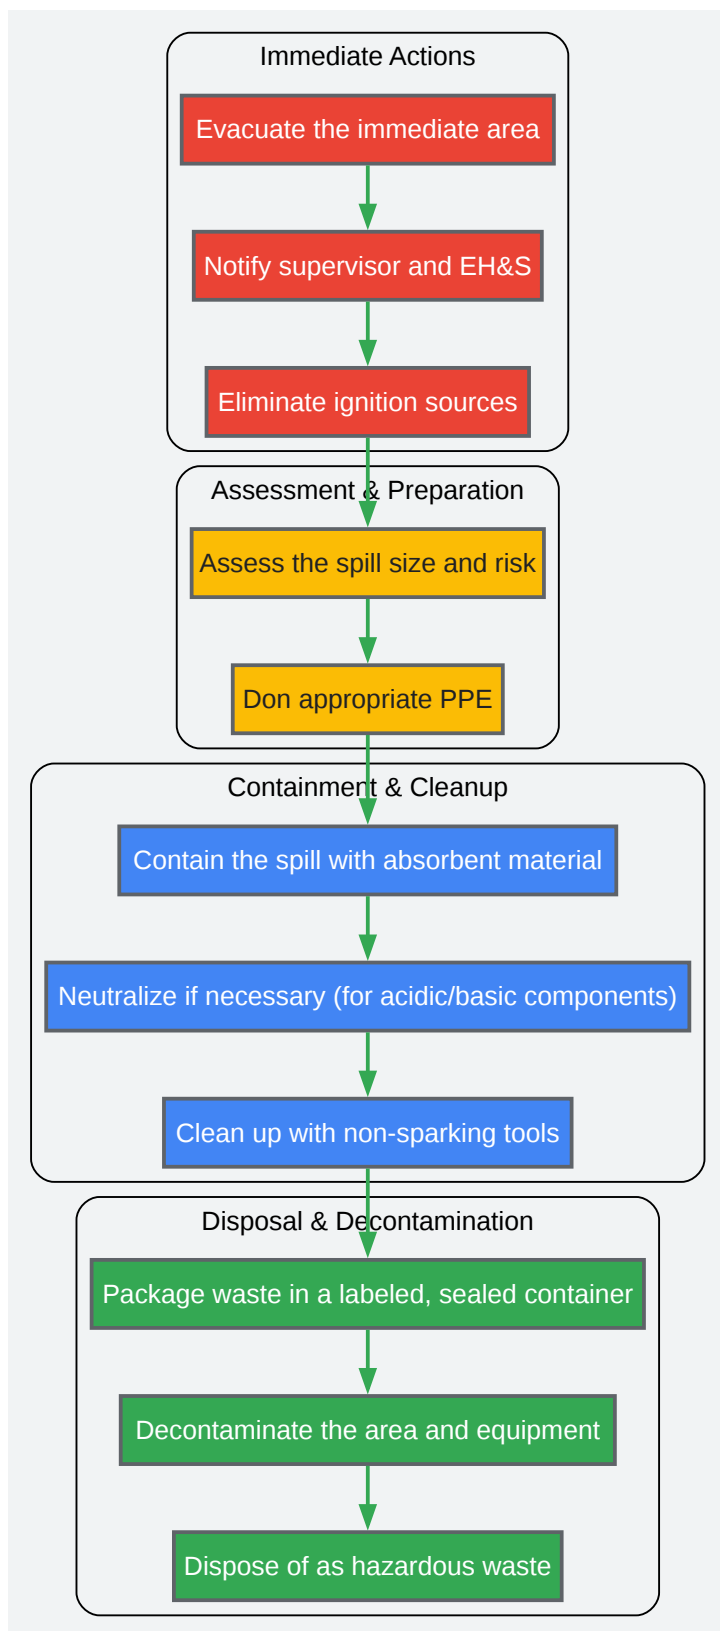 Immediate Actions
Evacuate the immediate area
Notify supervisor and EH&S
Eliminate ignition sources
Assessment & Preparation
Assess the spill size and risk
Don appropriate PPE
Containment & Cleanup
Contain the spill with absorbent material
Neutralize if necessary (for acidic/basic components)
Clean up with non-sparking tools
Disposal & Decontamination
Package waste in a labeled, sealed container
Decontaminate the area and equipment
Dispose of as hazardous waste